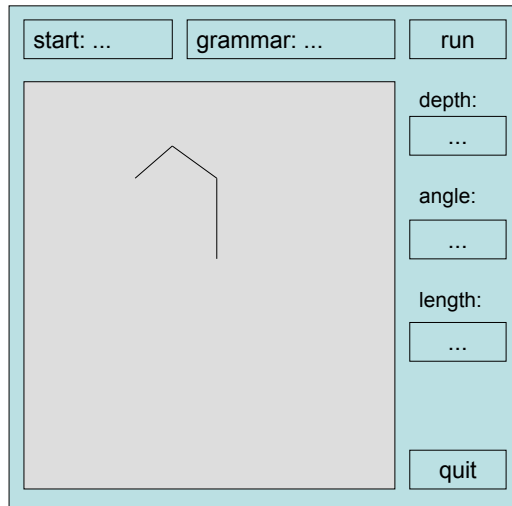 start: ...
grammar: ...
run
depth:
...
angle:
...
length:
...
quit